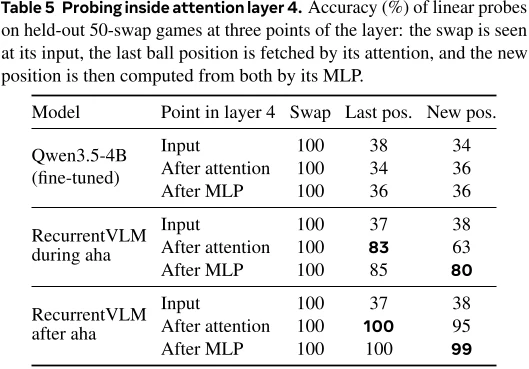 Table 5 Probing inside attention layer 4. Accuracy (%) of linear probes
on held-out 50-swap games at three points of the layer: the swap is seen
at its input, the last ball position is fetched by its attention, and the new
position is then computed from both by its MLP.
Model Point in layer 4 Swap Last pos. New pos.
Qwen3.5-4B
(fine-tuned)
Input 100 38 34
After attention 100 34 36
After MLP 100 36 36
RecurrentVLM
during aha
Input 100 37 38
After attention 100 83 63
After MLP 100 85 80
RecurrentVLM
after aha
Input 100 37 38
After attention 100 100 95
After MLP 100 100 99